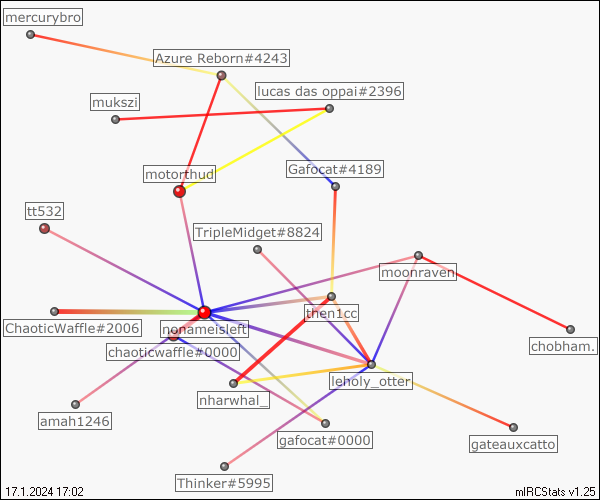 mercurybro
Azure Reborn#4243
lucas das oppai#2396
mukszi
motorthud
Gafocat#4189
tt532
TripleMidget#8824
moonraven
then1cc
ChaoticWaffle#2006
nonameisleft
chaoticwaffle#0000
chobham.
leholy_otter
nharwhal_
amah1246
gafocat#0000
gateauxcatto
Thinker#5995
17.1.2024 17:02
mIRCStats v1.25